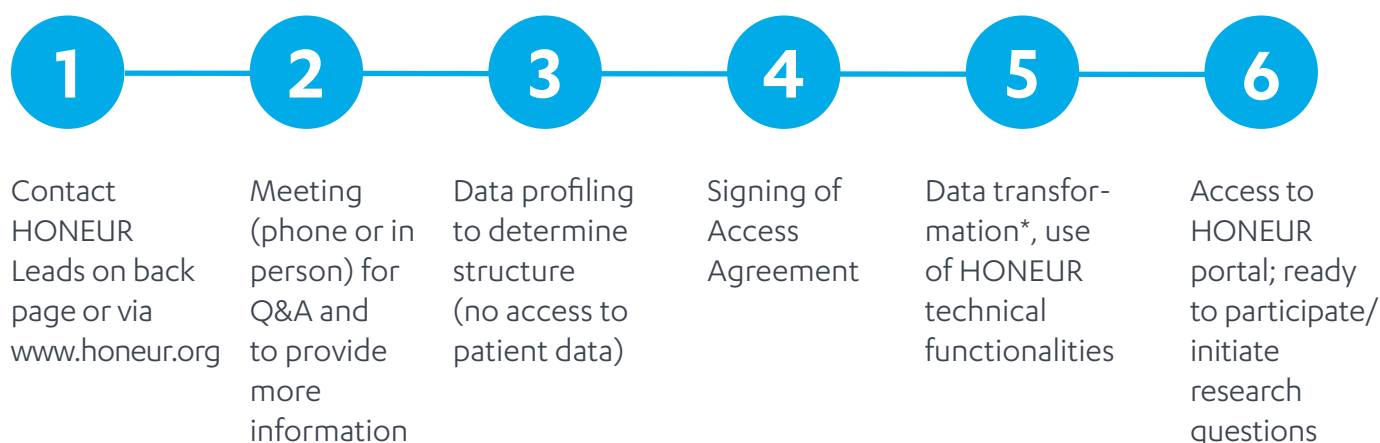 1
2
3
4
5
6
Contact
HONEUR
Leads on back
page or via
www.honeur.org
Meeting
(phone or in
person) for
Q&A and
to provide
more
information
Data profiling
to determine
structure
(no access to
patient data)
Signing of
Access
Agreement
Data transfor-
mation*, use
of HONEUR
technical
functionalities
Access to
HONEUR
portal; ready
to participate/
initiate
research
questions